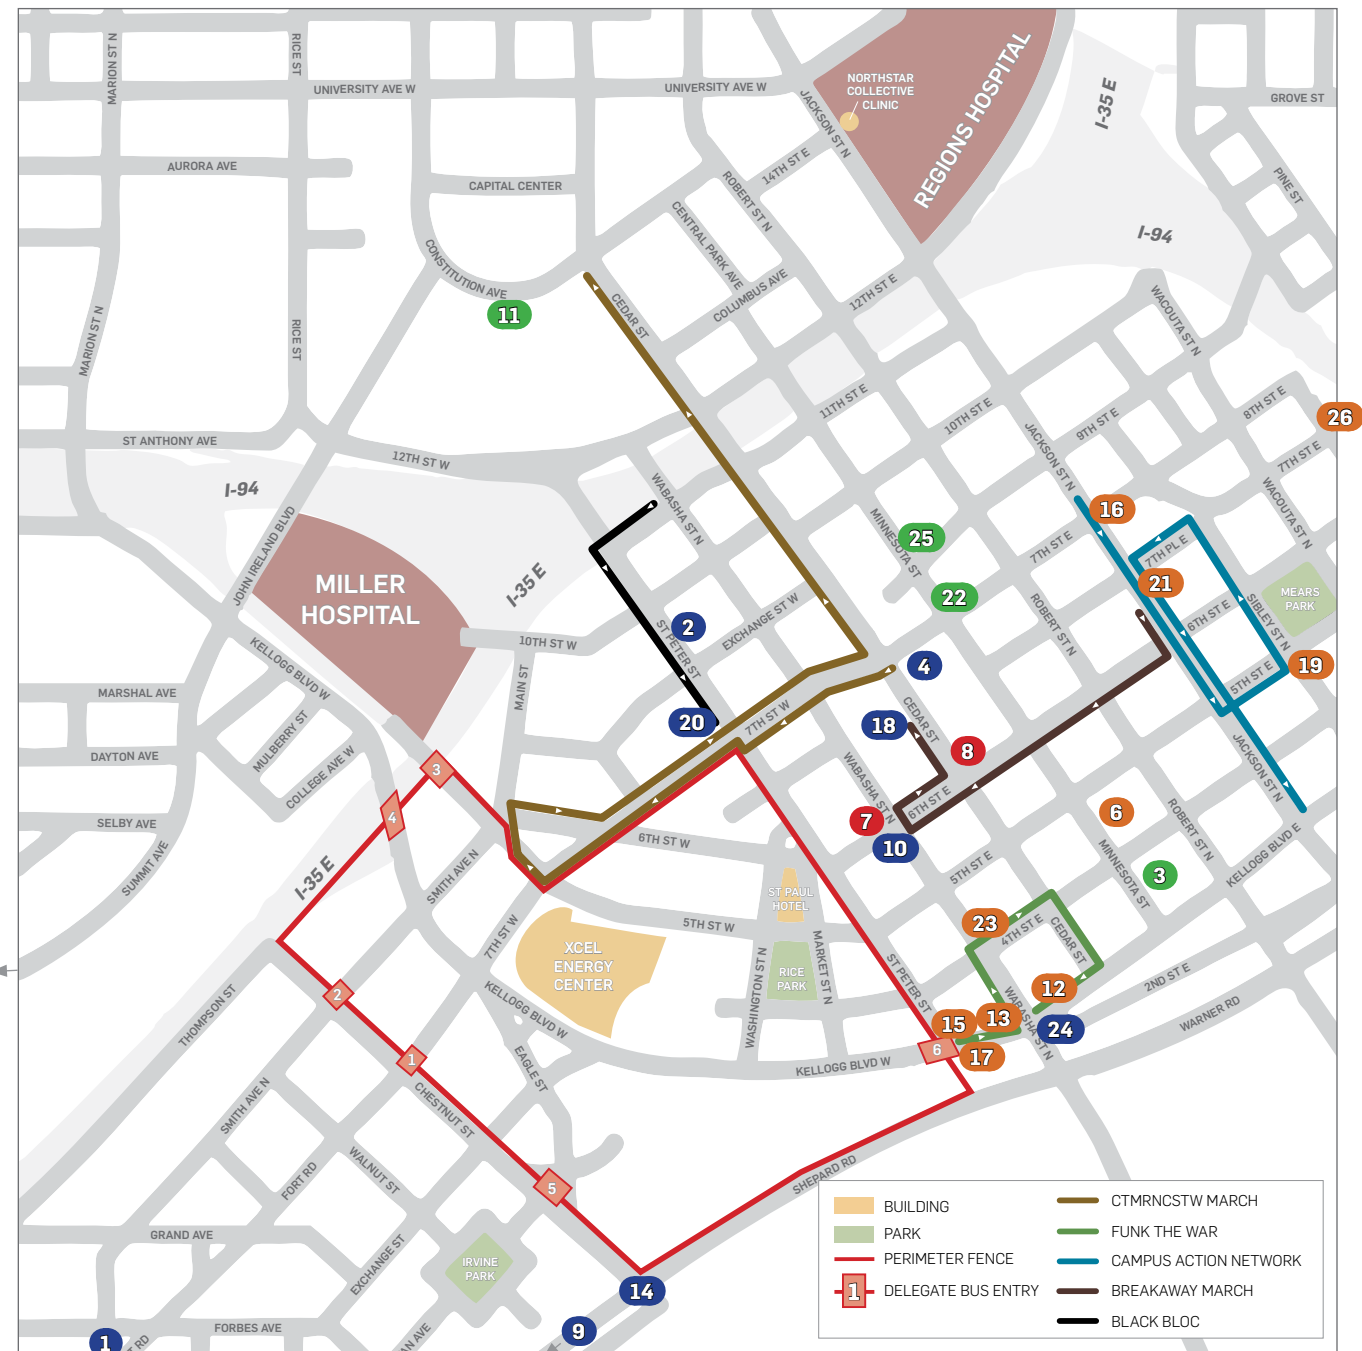 MARION ST N
RICE ST
UNIVERSITY AVE W
UNIVERSITY AVE W
NORTHSTAR
COLLECTIVE
CLINIC
JACKSON ST N
REGIONS HOSPITAL
I-35 E
GROVE ST
AURORA AVE
CAPITAL CENTER
14TH ST E
ROBERT ST N
CENTRAL PARK AVE
PINE ST
I-94
CONSTITUTION AVE
11
CEDAR ST
COLUMBUS AVE
12TH ST E
WACOUTA ST N
MARION ST N
RICE ST
11TH ST E
10TH ST E
9TH ST E
8TH ST E
7TH ST E
26
ST ANTHONY AVE
12TH ST W
I-94
JACKSON ST N
WABASHA ST N
MINNESOTA ST
25
16
WACOUTA ST N
JOHN IRELAND BLVD
MILLER
HOSPITAL
I-35 E
7TH ST E
7TH PL E
21
22
MEARS
PARK
ROBERT ST N
6TH ST E
SIBLEY ST N
2
EXCHANGE ST W
ST PETER ST
10TH ST W
KELLOGG BLVD W
MAIN ST
4
19
5TH ST E
MARSHAL AVE
20
7TH ST W
18
CEDAR ST
MULBERRY ST
DAYTON AVE
COLLEGE AVE W
3
8
JACKSON ST N
WABASHA ST N
4
SELBY AVE
SUMMIT AVE
7
6TH ST E
10
6
ROBERT ST N
6TH ST W
5TH ST E
MINNESOTA ST
KELLOGG BLVD E
3
I-35 E
SMITH AVE N
ST PAUL
HOTEL
7TH ST W
5TH ST W
XCEL
ENERGY
CENTER
RICE
PARK
WASHINGTON ST N
MARKET ST N
ST PETER ST
23
4TH ST E
CEDAR ST
12
2ND ST E
WARNER RD
THOMPSON ST
2
KELLOGG BLVD W
15
13
WABASHA ST N
24
17
6
1
EAGLE ST
KELLOGG BLVD W
CHESTNUT ST
SMITH AVE N
FORT RD
WALNUT ST
5
SHEPARD RD
GRAND AVE
EXCHANGE ST
IRVINE
PARK
14
FORBES AVE
9
1
RD
AN AVE
BUILDING
PARK
PERIMETER FENCE
1
DELEGATE BUS ENTRY
CTMRNCSTW MARCH
FUNK THE WAR
CAMPUS ACTION NETWORK
BREAKAWAY MARCH
BLACK BLOC